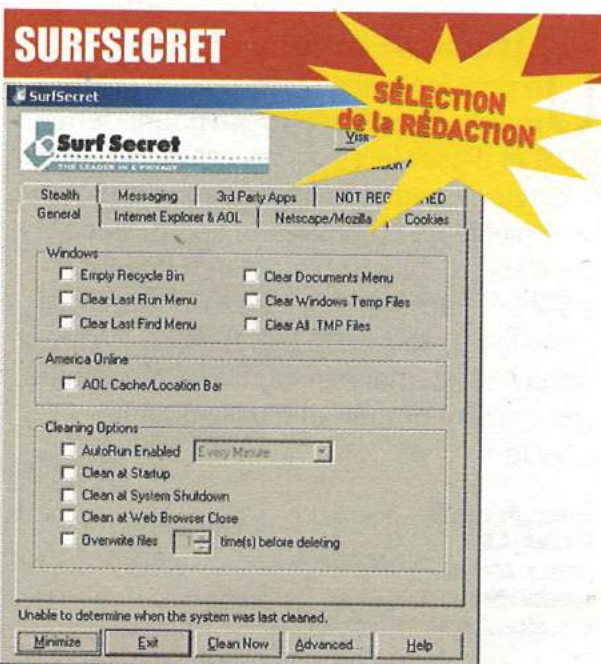 SURFSECRET
SÉLECTION
de la RÉDACTION
SurfSecret
Surf Secret
THE LEADER IN E PRIVACY
Stealth Messaging 3rd Party Apps NOT
General Internet Explorer & AOL Netscape/Mozilla Cookies
Windows
Empty Recycle Bin Clear Documents Menu
Clear Last Run Menu Clear Windows Temp Files
Clear Last Find Menu Clear All .TMP Files
America Online
AOL Cache/Location Bar
Cleaning Options
AutoRun Enabled Every Minute
Clean at Startup
Clean at System Shutdown
Clean at Web Browser Close
Overwrite files 1 time(s) before deleting
Unable to determine when the system was last cleaned.
Minimize Exit Clean Now Advanced... Help